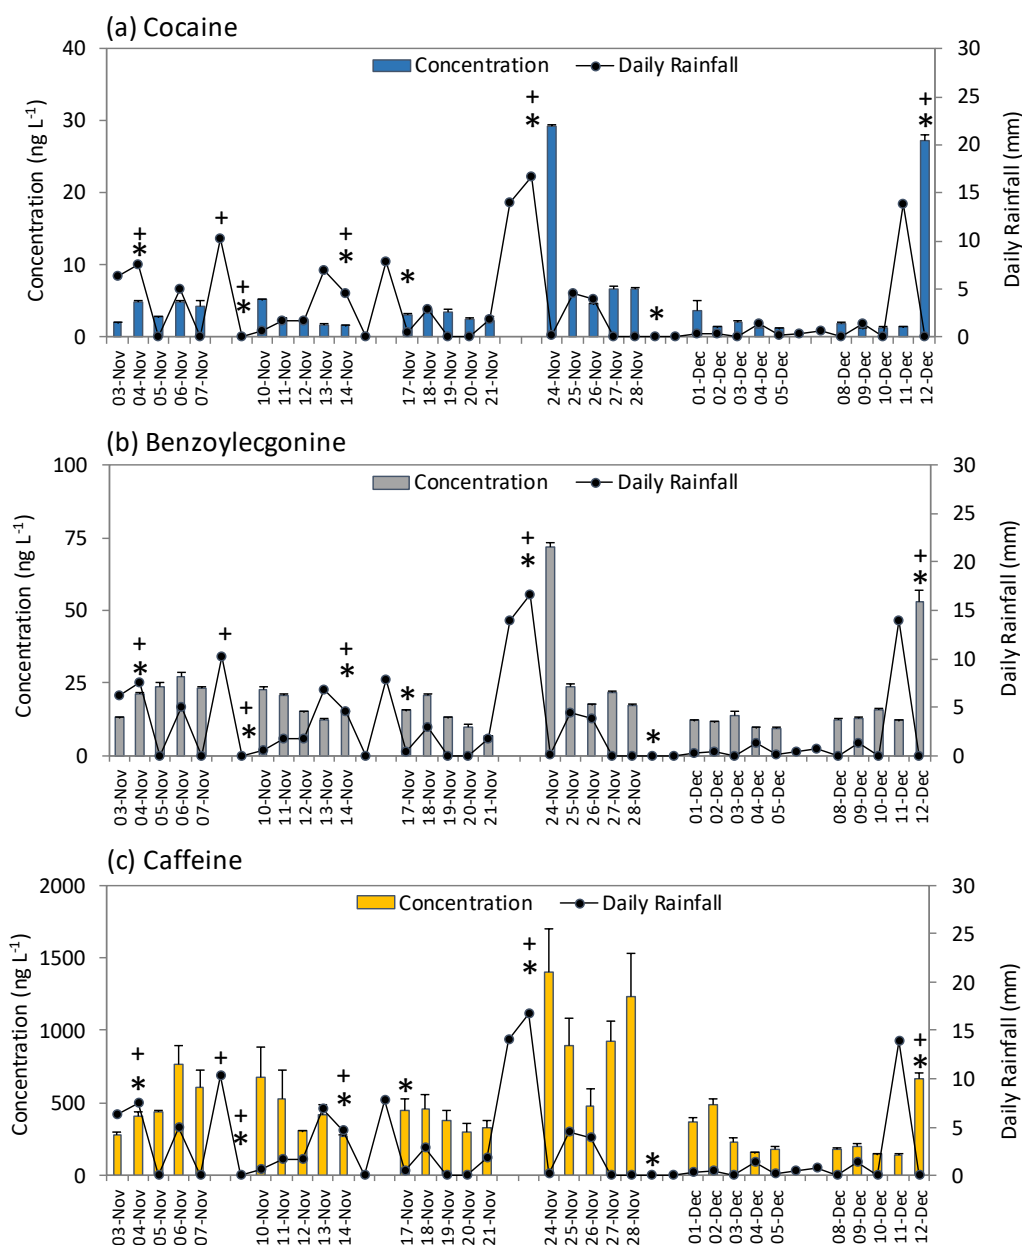 (a) Cocaine
40
30
20
10
0
Concentration (ng L-1)
Concentration
Daily Rainfall
30
25
20
15
10
5
0
Daily Rainfall (mm)
+
*
+
+
*
+
*
*
+
*
*
+
*
03-Nov
04-Nov
05-Nov
06-Nov
07-Nov
10-Nov
11-Nov
12-Nov
13-Nov
14-Nov
17-Nov
18-Nov
19-Nov
20-Nov
21-Nov
24-Nov
25-Nov
26-Nov
27-Nov
28-Nov
01-Dec
02-Dec
03-Dec
04-Dec
05-Dec
08-Dec
09-Dec
10-Dec
11-Dec
12-Dec
(b) Benzoylecgonine
100
75
50
25
0
Concentration (ng L-1)
Concentration
Daily Rainfall
30
25
20
15
10
5
0
Daily Rainfall (mm)
+
*
+
+
*
+
*
*
+
*
*
+
*
03-Nov
04-Nov
05-Nov
06-Nov
07-Nov
10-Nov
11-Nov
12-Nov
13-Nov
14-Nov
17-Nov
18-Nov
19-Nov
20-Nov
21-Nov
24-Nov
25-Nov
26-Nov
27-Nov
28-Nov
01-Dec
02-Dec
03-Dec
04-Dec
05-Dec
08-Dec
09-Dec
10-Dec
11-Dec
12-Dec
(c) Caffeine
2000
1500
1000
500
0
Concentration (ng L-1)
Concentration
Daily Rainfall
30
25
20
15
10
5
0
Daily Rainfall (mm)
+
*
+
+
*
+
*
*
+
*
*
+
*
03-Nov
04-Nov
05-Nov
06-Nov
07-Nov
10-Nov
11-Nov
12-Nov
13-Nov
14-Nov
17-Nov
18-Nov
19-Nov
20-Nov
21-Nov
24-Nov
25-Nov
26-Nov
27-Nov
28-Nov
01-Dec
02-Dec
03-Dec
04-Dec
05-Dec
08-Dec
09-Dec
10-Dec
11-Dec
12-Dec